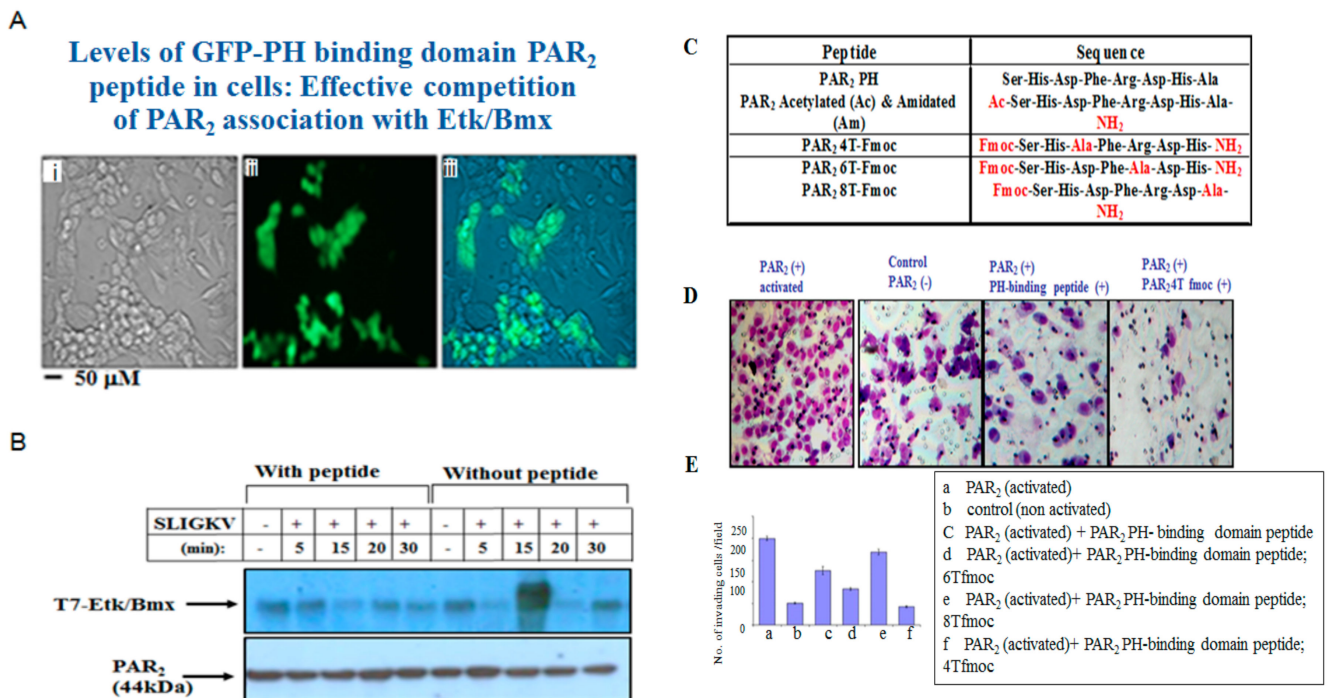 A
Levels of GFP-PH binding domain PAR₂
peptide in cells: Effective competition
of PAR₂ association with Etk/Bmx
i
ii
iii
50 μM
B
With peptide
Without peptide
SLIGKV - + + + + - + + + +
(min): - 5 15 20 30 - 5 15 20 30
T7-Etk/Bmx
PAR₂
(44kDa)
C
Peptide Sequence
PAR₂ PH Ser-His-Asp-Phe-Arg-Asp-His-Ala
PAR₂ Acetylated (Ac) & Amidated Ac-Ser-His-Asp-Phe-Arg-Asp-His-Ala-
(Am) NH₂
PAR₂ 4T-Fmoc Fmoc-Ser-His-Ala-Phe-Arg-Asp-His- NH₂
PAR₂ 6T-Fmoc Fmoc-Ser-His-Asp-Phe-Ala-Asp-His- NH₂
PAR₂ 8T-Fmoc Fmoc-Ser-His-Asp-Phe-Arg-Asp-Ala-
NH₂
D
PAR₂ (+)
activated
Control
PAR₂ (-)
PAR₂ (+)
PH-binding peptide (+)
PAR₂ (+)
PAR₂4T fmoc (+)
E
No. of invading cells /field
250
200
100
50
0
a b c d e f
a PAR₂ (activated)
b control (non activated)
C PAR₂ (activated) + PAR₂ PH- binding domain peptide
d PAR₂ (activated)+ PAR₂ PH-binding domain peptide;
6Tfmoc
e PAR₂ (activated)+ PAR₂ PH-binding domain peptide;
8Tfmoc
f PAR₂ (activated)+ PAR₂ PH-binding domain peptide;
4Tfmoc